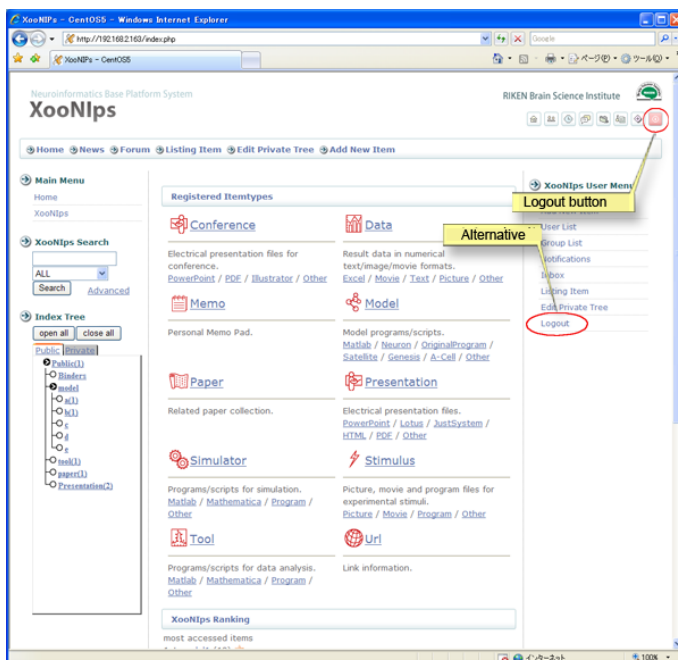 XooNIPs - CentOS5 - Windows Internet Explorer
http://192.168.2.163/index.php
Google
XooNIPs - CentOS5
ページ(P)
ツール(O)
Neuroinformatics Base Platform System
XooNIps
RIKEN Brain Science Institute
Home News Forum Listing Item Edit Private Tree Add New Item
Main Menu
Home
XooNIps
XooNIps Search
ALL
Search Advanced
Index Tree
open all close all
Public Private
Public(1)
Binders
model
a(1)
b(1)
c
d
e
tool(1)
paper(1)
Presentation(2)
Registered Itemtypes
Conference
Electrical presentation files for
conference.
PowerPoint / PDF / Illustrator / Other
Data
Result data in numerical
text/image/movie formats.
Excel / Movie / Text / Picture / Other
Memo
Personal Memo Pad.
Model
Model programs/scripts.
Matlab / Neuron / OriginalProgram /
Satellite / Genesis / A-Cell / Other
Paper
Related paper collection.
Presentation
Electrical presentation files.
PowerPoint / Lotus / JustSystem /
HTML / PDF / Other
Simulator
Programs/scripts for simulation.
Matlab / Mathematica / Program /
Other
Stimulus
Picture, movie and program files for
experimental stimuli.
Picture / Movie / Program / Other
Tool
Programs/scripts for data analysis.
Matlab / Mathematica / Program /
Other
Url
Link information.
XooNIps Ranking
most accessed items
XooNIps User Menu
Logout button
Alternative
User List
Group List
Notifications
Inbox
Listing Item
Edit Private Tree
Logout
インターネット
100%